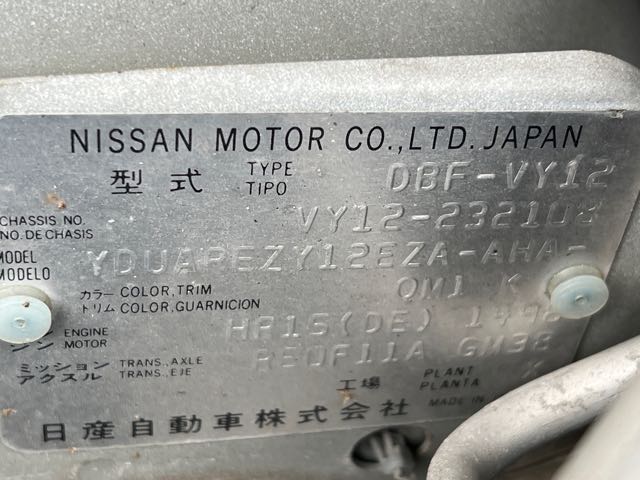 NISSAN MOTOR CO.,LTD. JAPAN
型式 TYPE TIPO DBF-VY12
CHASSIS NO. NO. DE CHASIS VY12-232103
MODEL MODELO YDUAREZY12EZA-AHA-
カラー COLOR, TRIM トリム COLOR, GUARNICION QM1 K
ENGINE MOTOR HR15(DE) 1498
ミッション TRANS., AXLE アクスル TRANS., EJE RE0F11A GM38
工場 PLANT PLANTA X
日産自動車株式会社 MADE IN